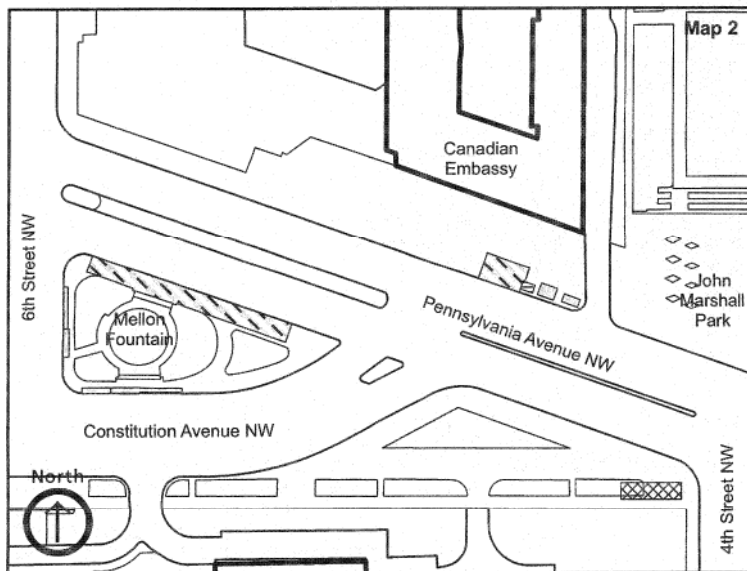 Map 2
Canadian
Embassy
6th Street NW
Mellon
Fountain
John
Marshall
Park
Pennsylvania Avenue NW
Constitution Avenue NW
North
4th Street NW